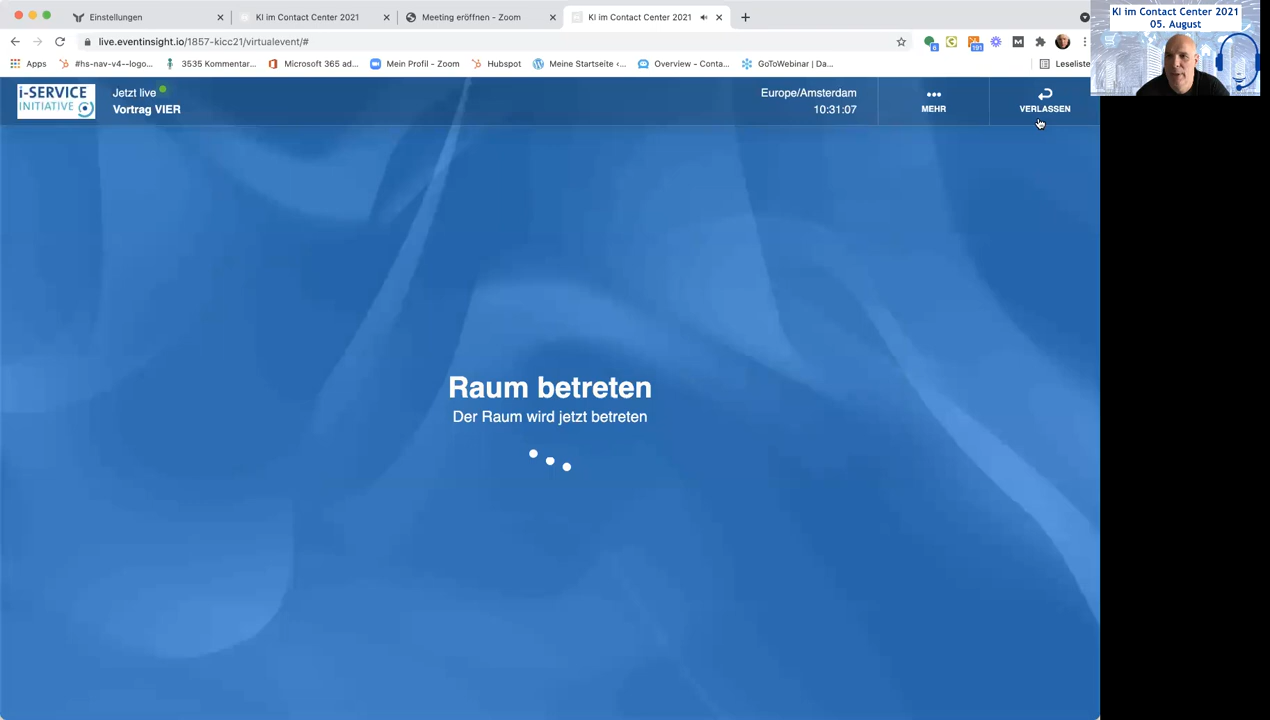 Einstellungen
KI im Contact Center 2021
Meeting eröffnen - Zoom
KI im Contact Center 2021
live.eventinsight.io/1857-kicc21/virtualevent/#
8
191
Apps
#hs-nav-v4--logo...
3535 Kommentar...
Microsoft 365 ad...
Mein Profil - Zoom
Hubspot
Meine Startseite ‹...
Overview - Conta...
GoToWebinar | Da...
Leseliste
KI im Contact Center 2021
05. August
i-SERVICE
INITIATIVE
Jetzt live
Vortrag VIER
Europe/Amsterdam
10:31:07
MEHR
VERLASSEN
Raum betreten
Der Raum wird jetzt betreten